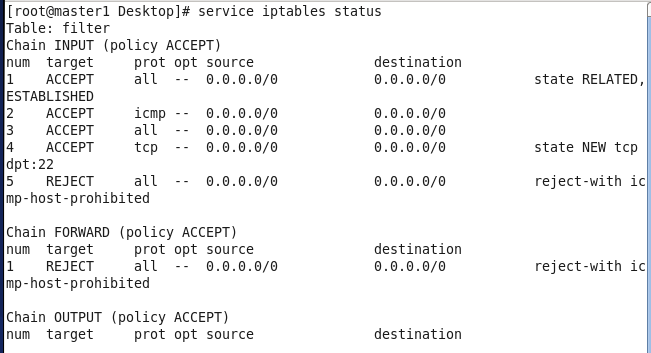 [root@master1 Desktop]# service iptables status
Table: filter
Chain INPUT (policy ACCEPT)
num  target     prot opt source               destination
1    ACCEPT     all  --  0.0.0.0/0            0.0.0.0/0           state RELATED,
ESTABLISHED
2    ACCEPT     icmp --  0.0.0.0/0            0.0.0.0/0
3    ACCEPT     all  --  0.0.0.0/0            0.0.0.0/0
4    ACCEPT     tcp  --  0.0.0.0/0            0.0.0.0/0           state NEW tcp
dpt:22
5    REJECT     all  --  0.0.0.0/0            0.0.0.0/0           reject-with ic
mp-host-prohibited
Chain FORWARD (policy ACCEPT)
num  target     prot opt source               destination
1    REJECT     all  --  0.0.0.0/0            0.0.0.0/0           reject-with ic
mp-host-prohibited
Chain OUTPUT (policy ACCEPT)
num  target     prot opt source               destination